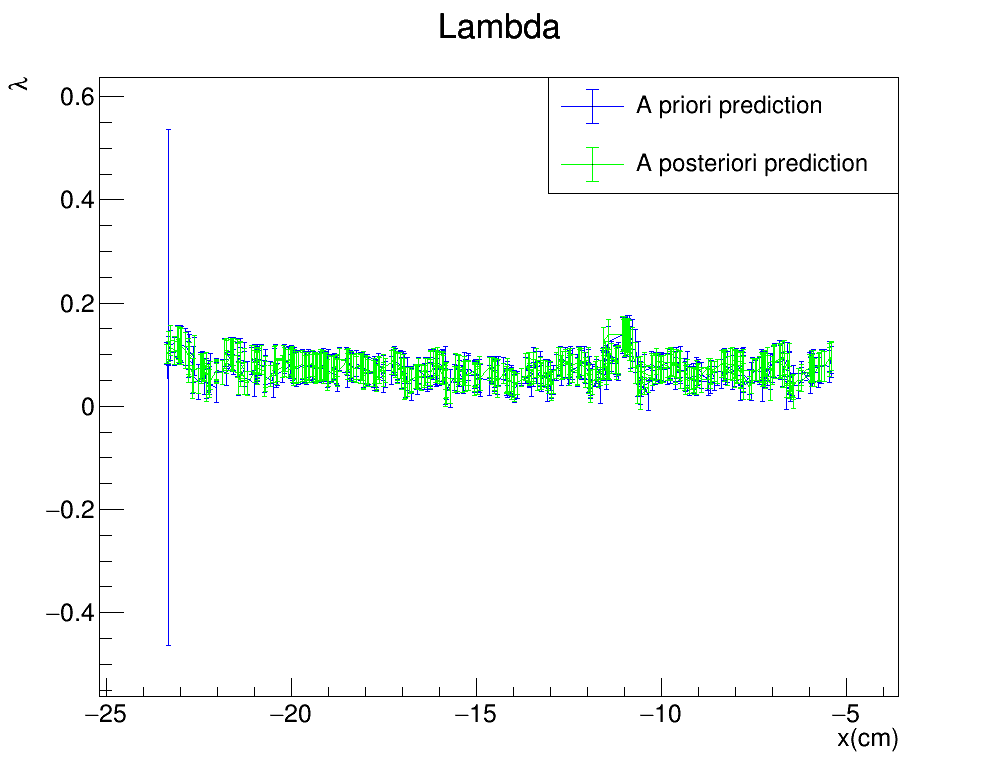 Lambda
λ
0.6
0.4
0.2
0
−0.2
−0.4
A priori prediction
A posteriori prediction
−25 −20 −15 −10 −5
x(cm)